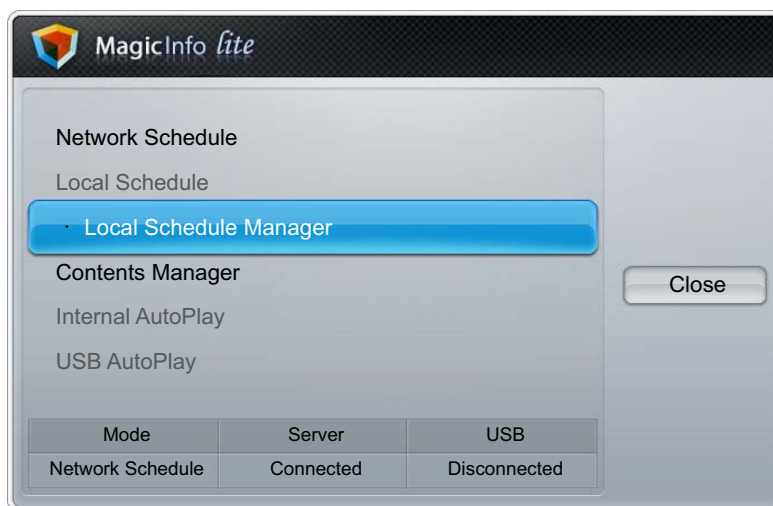 MagicInfo lite
Network Schedule
Local Schedule
· Local Schedule Manager
Contents Manager
Close
Internal AutoPlay
USB AutoPlay
Mode Server USB
Network Schedule Connected Disconnected